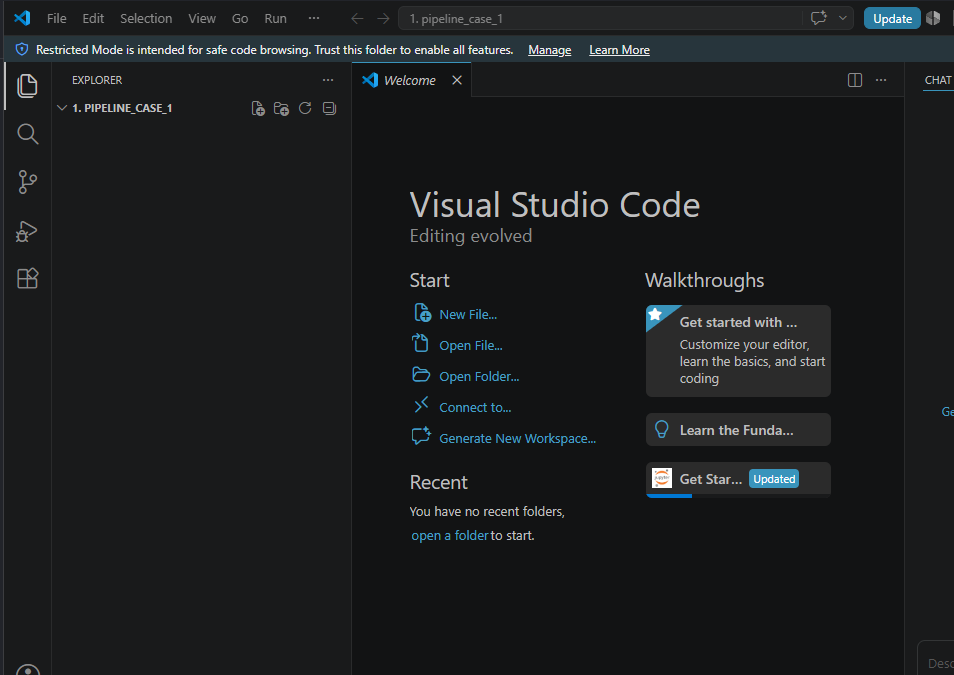 File Edit Selection View Go Run ··· 1. pipeline_case_1 Update
Restricted Mode is intended for safe code browsing. Trust this folder to enable all features. Manage Learn More
EXPLORER ···
Welcome
CHAT
1. PIPELINE_CASE_1
Visual Studio Code
Editing evolved
Start
New File...
Open File...
Open Folder...
Connect to...
Generate New Workspace...
Recent
You have no recent folders,
open a folder to start.
Walkthroughs
Get started with ...
Customize your editor,
learn the basics, and start
coding
Learn the Funda...
Get Star... Updated
Ge
Desc